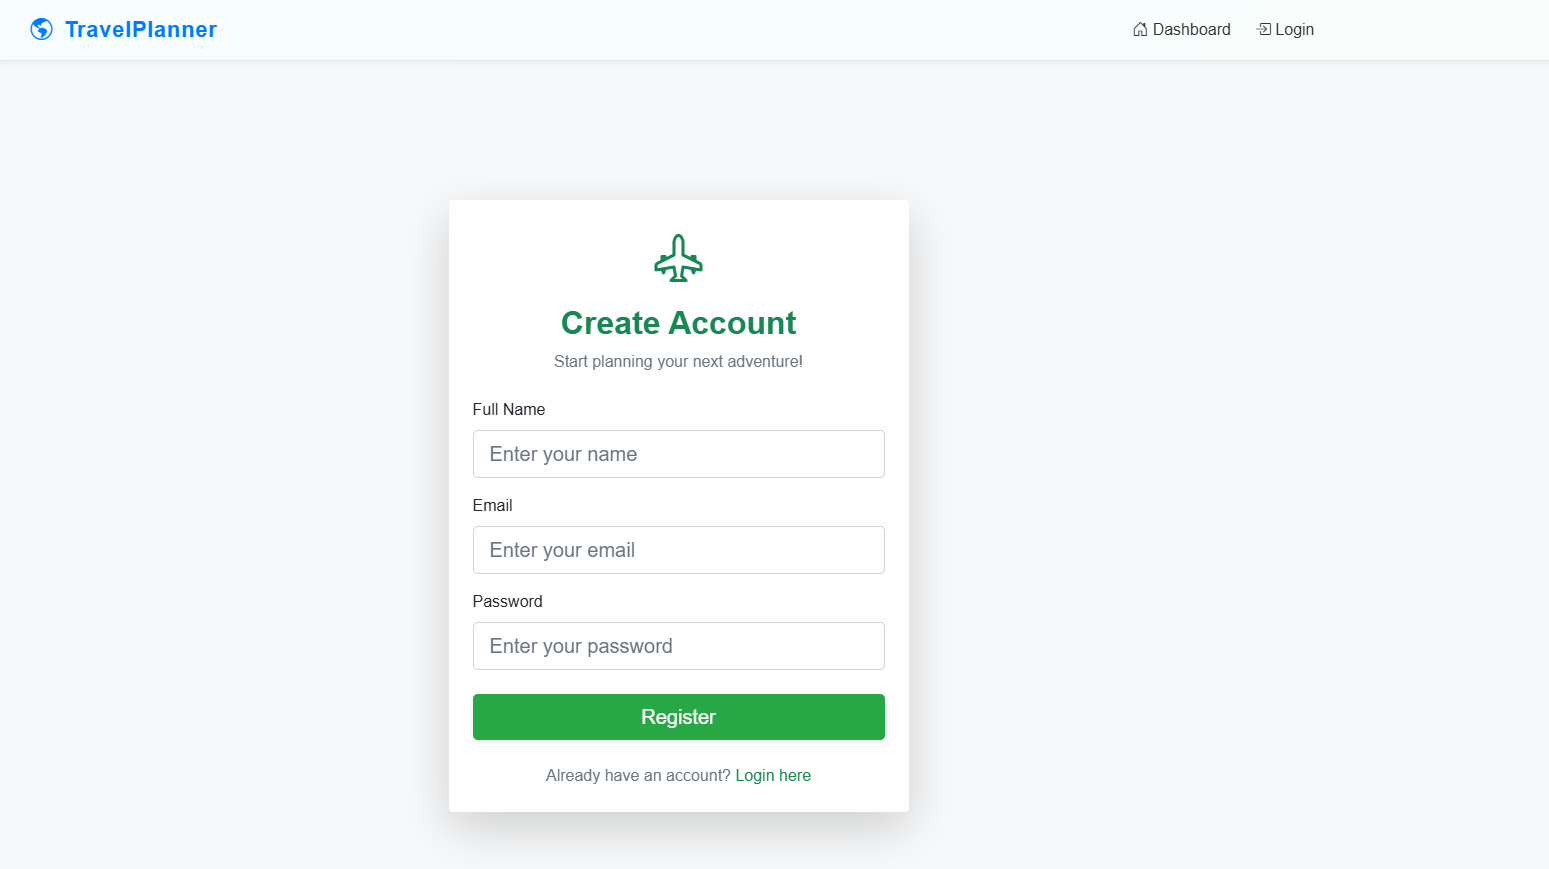 TravelPlanner
Dashboard Login
Create Account
Start planning your next adventure!
Full Name
Enter your name
Email
Enter your email
Password
Enter your password
Register
Already have an account? Login here